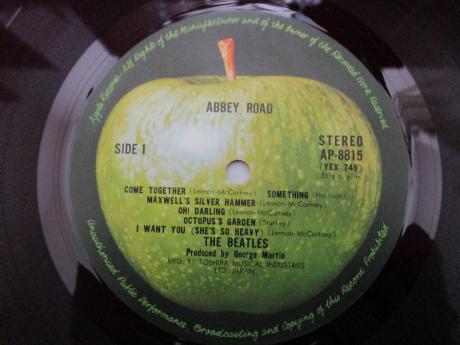 Apple Records - All Rights of the Manufacturer and of the Owner of the Recorded Work Reserved
ABBEY ROAD
SIDE 1
STEREO
AP-8815
(YEX 749)
33⅓ r. p. m.
COME TOGETHER (Lennon-McCartney) SOMETHING (Harrison)
MAXWELL'S SILVER HAMMER (Lennon-McCartney)
OH! DARLING (Lennon-McCartney)
OCTOPUS'S GARDEN (Starkey)
I WANT YOU (SHE'S SO HEAVY) (Lennon-McCartney)
THE BEATLES
Produced by George Martin
MFD. BY TOSHIBA MUSICAL INDUSTRIES
LTD. JAPAN
Unauthorised Public Performance, Broadcasting and Copying of this Record Prohibited